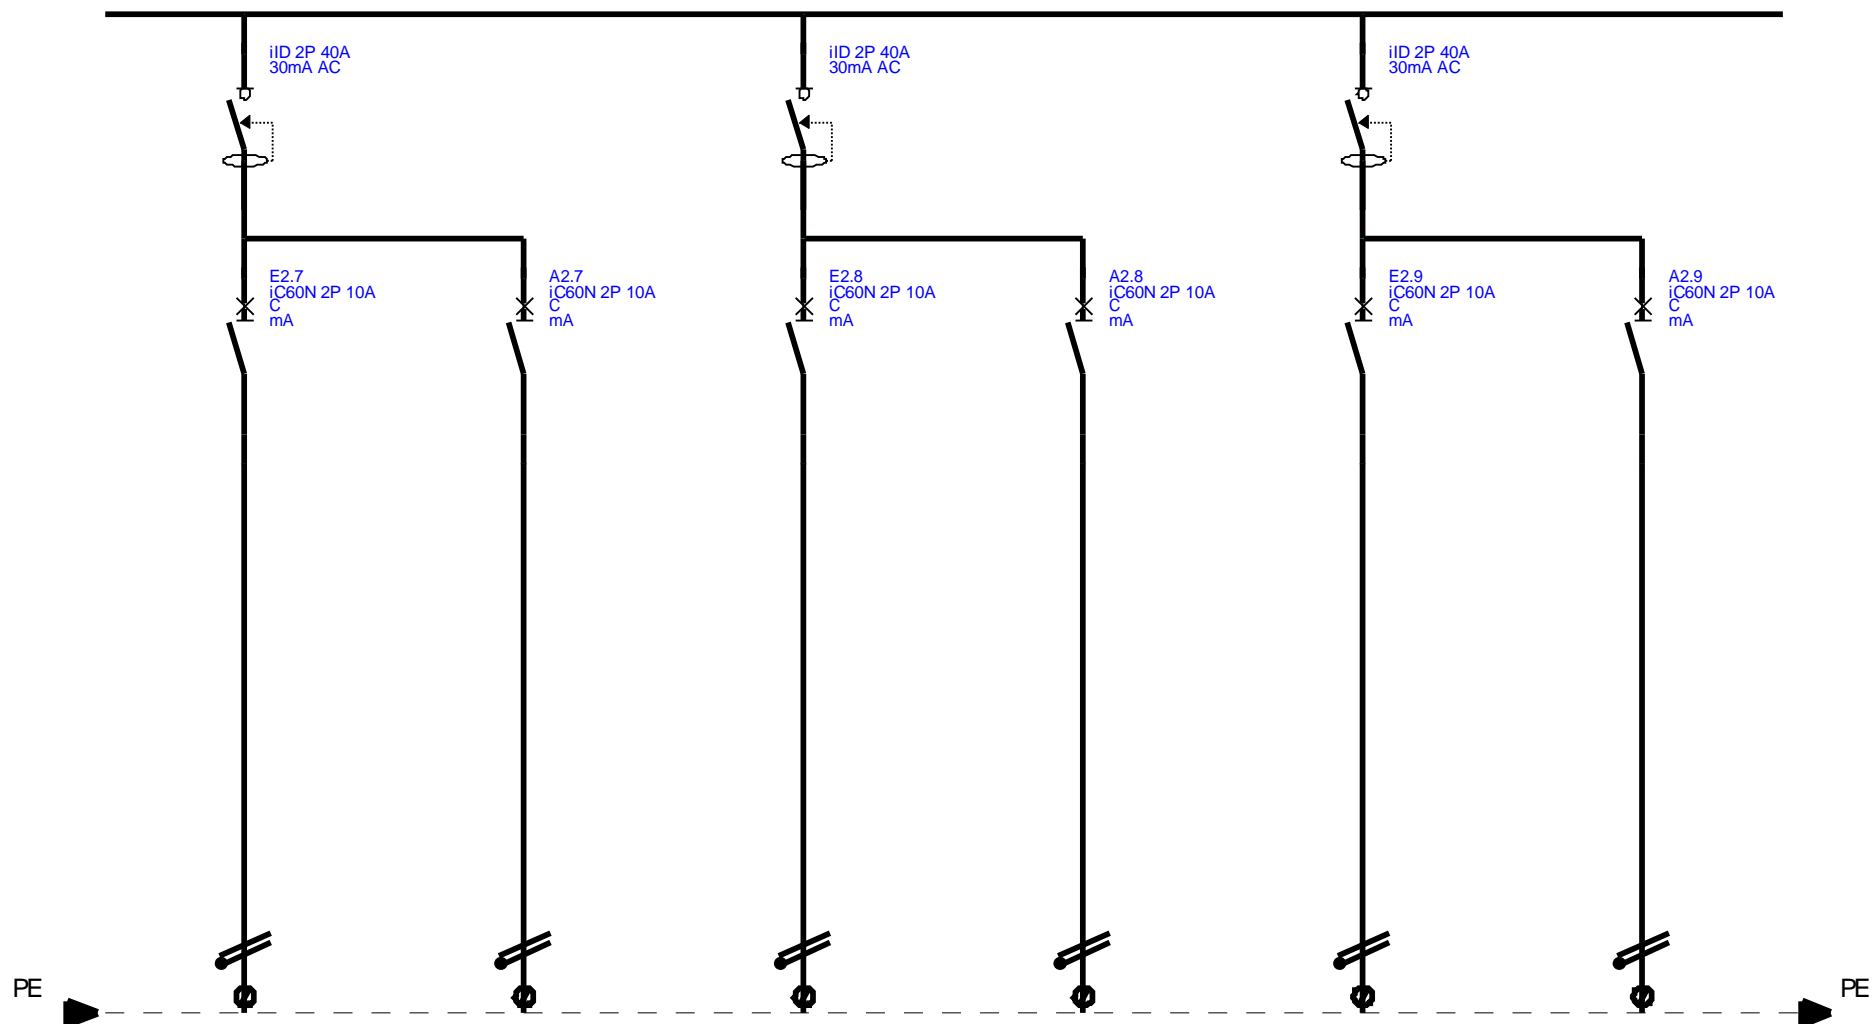 iID 2P 40A
30mA AC
iID 2P 40A
30mA AC
iID 2P 40A
30mA AC
E2.7
iC60N 2P 10A
C
mA
A2.7
iC60N 2P 10A
C
mA
E2.8
iC60N 2P 10A
C
mA
A2.8
iC60N 2P 10A
C
mA
E2.9
iC60N 2P 10A
C
mA
A2.9
iC60N 2P 10A
C
mA
PE
PE